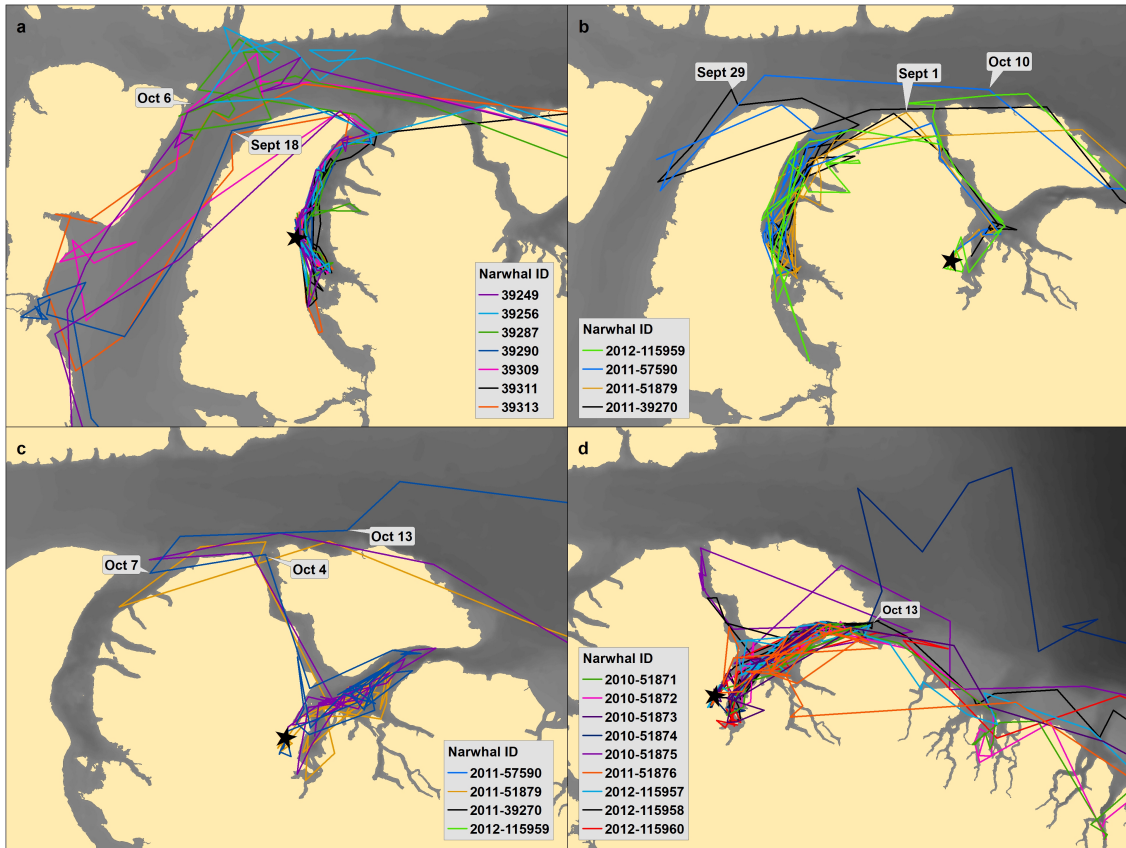 a
Oct 6
Sept 18
Narwhal ID
39249
39256
39287
39290
39309
39311
39313
b
Sept 29
Sept 1
Oct 10
Narwhal ID
2012-115959
2011-57590
2011-51879
2011-39270
c
Oct 13
Oct 7
Oct 4
Narwhal ID
2011-57590
2011-51879
2011-39270
2012-115959
d
Oct 13
Narwhal ID
2010-51871
2010-51872
2010-51873
2010-51874
2010-51875
2011-51876
2012-115957
2012-115958
2012-115960